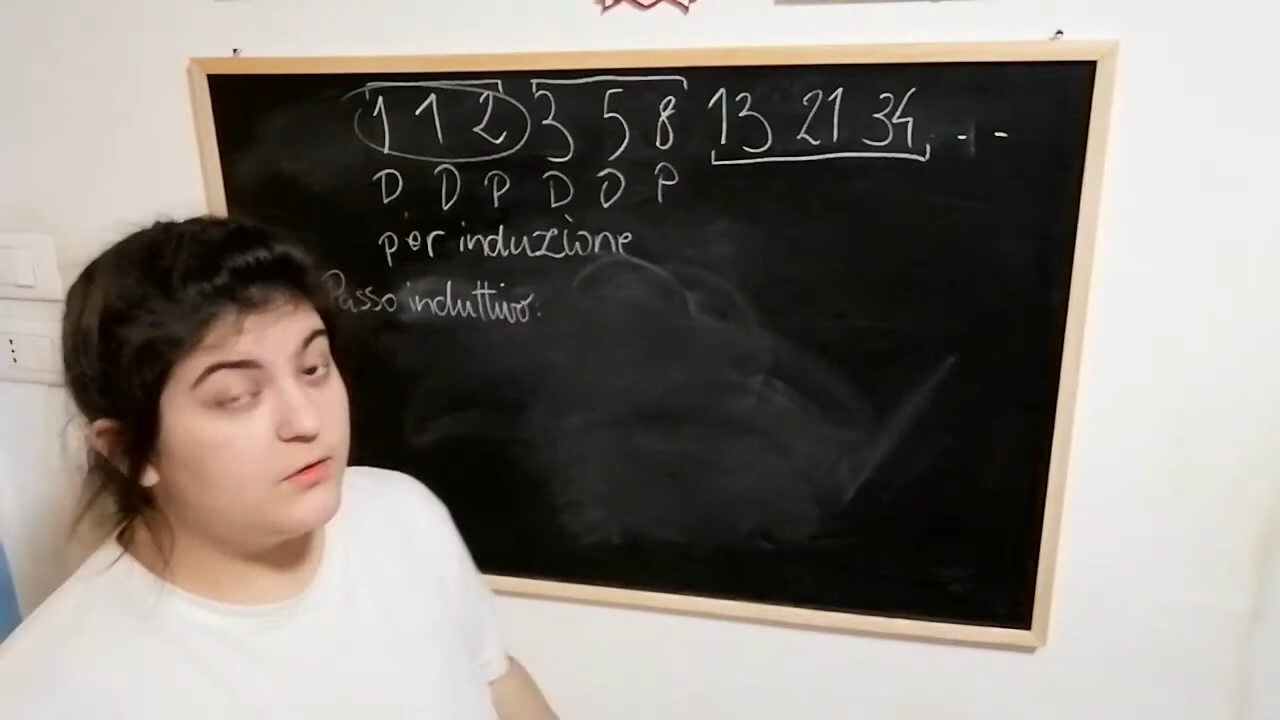 1 1 2 3 5 8 13 21 34 ...
D D P D D P
per induzione
Passo induttivo: